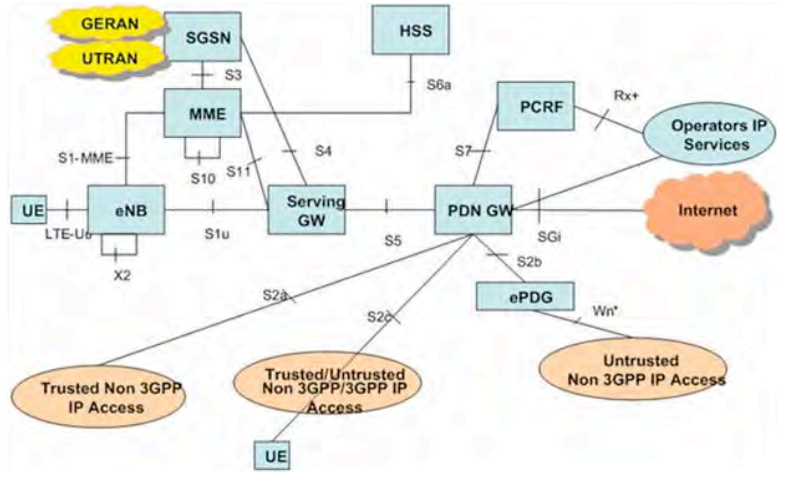 GERAN
UTRAN
SGSN
HSS
S3
S6a
MME
PCRF
Rx+
Operators IP
Services
S1-MME
S10
S11
S4
S7
UE
eNB
Serving
GW
PDN GW
Internet
LTE-Uu
S1u
S5
SGi
X2
S2b
S2a
ePDG
S2c
Wn*
Trusted Non 3GPP
IP Access
Trusted/Untrusted
Non 3GPP/3GPP IP
Access
Untrusted
Non 3GPP IP Access
UE